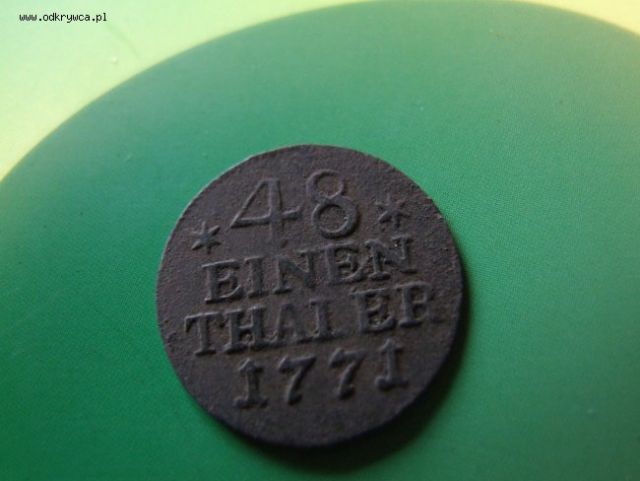 www.odkrywca.pl
* 48 *
EINEN
THALER
1771